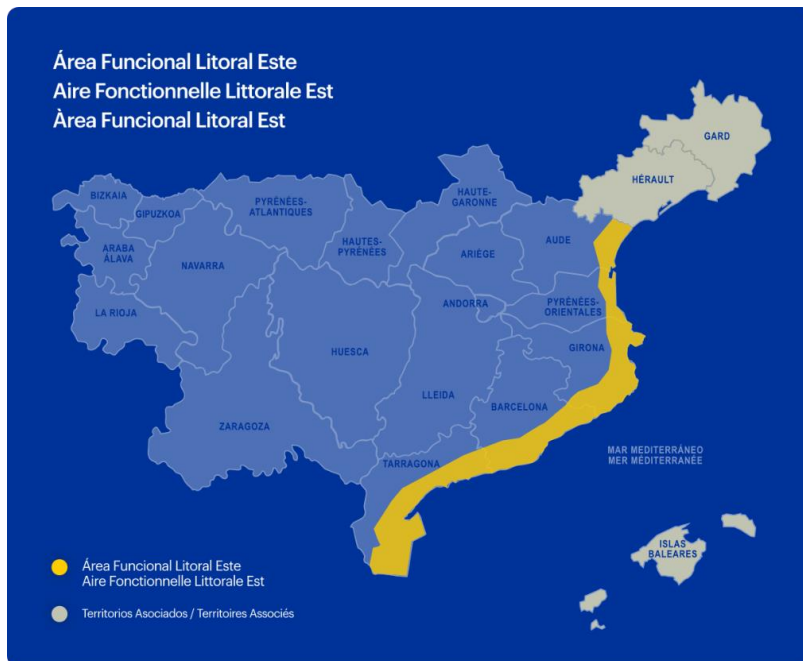 Área Funcional Litoral Este
Aire Fonctionnelle Littorale Est
Àrea Funcional Litoral Est
GARD
HÉRAULT
BIZKAIA
GIPUZKOA
PYRÉNÉES-
ATLANTIQUES
HAUTE-
GARONNE
ARABA
ÁLAVA
NAVARRA
HAUTES-
PYRÉNÉES
ARIÈGE
AUDE
LA RIOJA
ANDORRA
PYRÉNÉES-
ORIENTALES
HUESCA
GIRONA
LLEIDA
BARCELONA
ZARAGOZA
TARRAGONA
MAR MEDITERRÁNEO
MER MÉDITERRANÉE
ISLAS
BALEARES
Área Funcional Litoral Este
Aire Fonctionnelle Littorale Est
Territorios Asociados / Territoires Associés